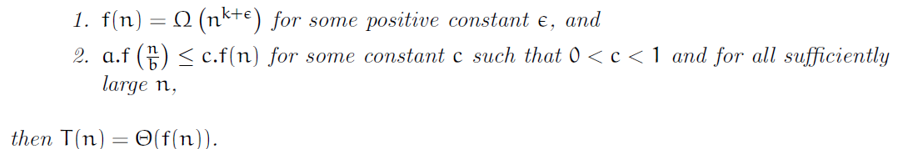 1. f(n) = Ω (n^{k+ϵ}) for some positive constant ϵ, and
2. a.f (n/b) ≤ c.f(n) for some constant c such that 0 < c < 1 and for all sufficiently
large n,
then T(n) = Θ(f(n)).